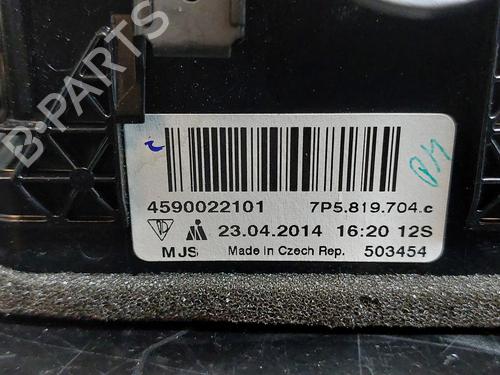 B-PARTS
4590022101 7P5.819.704.c
23.04.2014 16:20 12S
MJS Made in Czech Rep. 503454